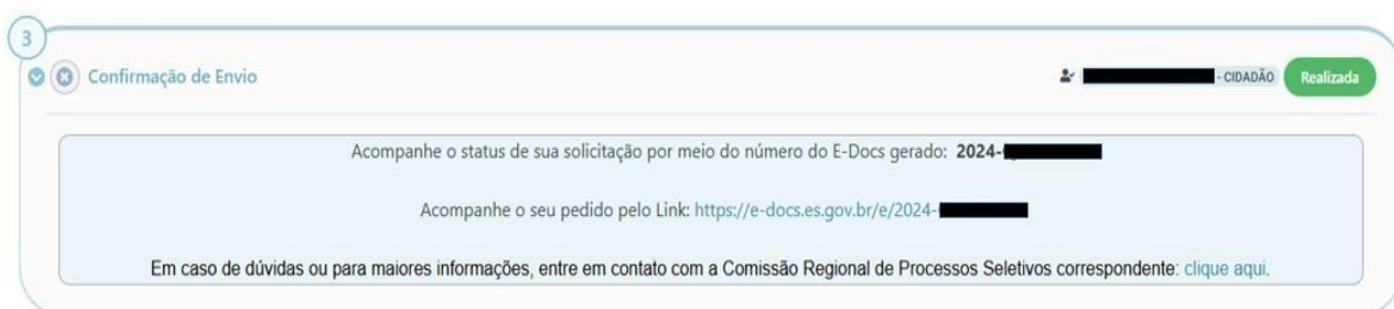 3
Confirmação de Envio
- CIDADÃO
Realizada
Acompanhe o status de sua solicitação por meio do número do E-Docs gerado: 2024-
Acompanhe o seu pedido pelo Link: https://e-docs.es.gov.br/e/2024-
Em caso de dúvidas ou para maiores informações, entre em contato com a Comissão Regional de Processos Seletivos correspondente: clique aqui.